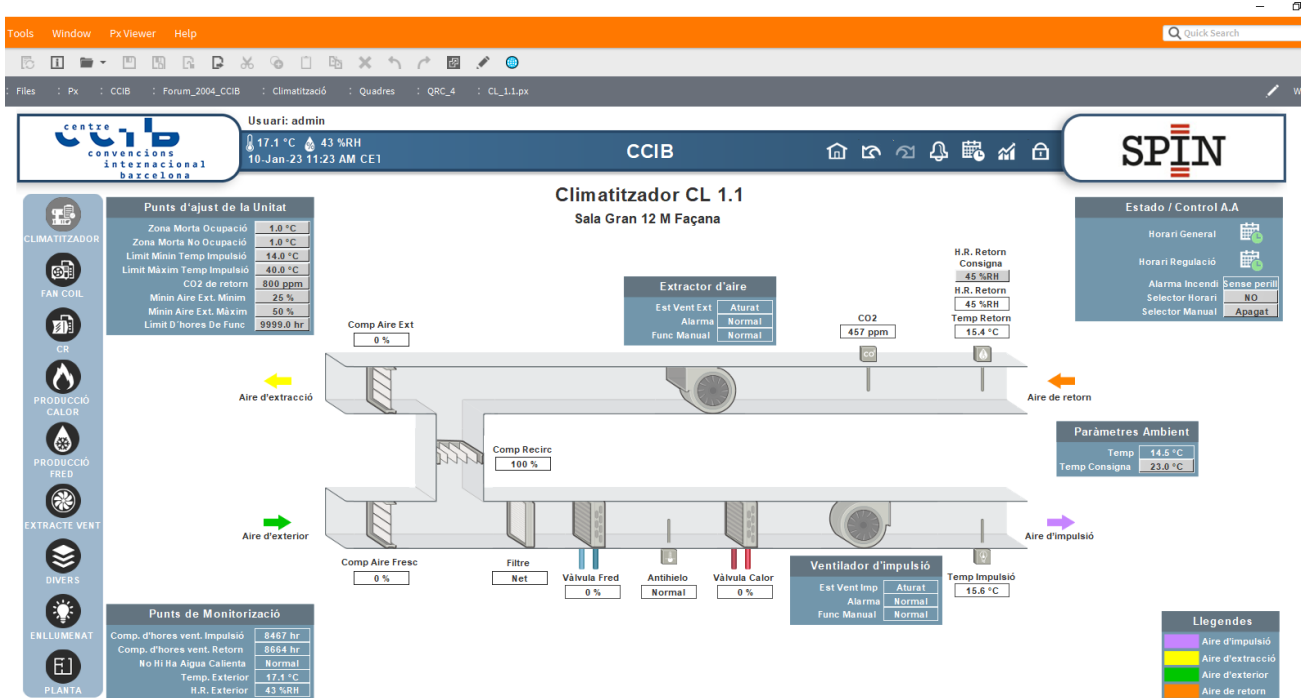 Tools Window Px Viewer Help
Quick Search
Files : Px : CCIB : Forum_2004_CCIB : Climatització : Quadres : QRC_4 : CL_1.1.px
centre
ccib
convencions
internacional
barcelona
Usuari: admin
17.1 °C 43 %RH
10-Jan-23 11:23 AM CET
CCIB
SPIN
Climatitzador CL 1.1
Sala Gran 12 M Façana
CLIMATITZADOR
FAN COIL
CR
PRODUCCIÓ
CALOR
PRODUCCIÓ
FRED
EXTRACTE VENT
DIVERS
ENLLUMENAT
PLANTA
Punts d'ajust de la Unitat
Zona Morta Ocupació 1.0 °C
Zona Morta No Ocupació 1.0 °C
Limit Minin Temp Impulsió 14.0 °C
Limit Màxim Temp Impulsió 40.0 °C
CO2 de retorn 800 ppm
Minin Aire Ext. Minim 25 %
Minin Aire Ext. Màxim 50 %
Limit D´hores De Func 9999.0 hr
Estado / Control A.A
Horari General
Horari Regulació
Alarma Incendi Sense perill
Selector Horari NO
Selector Manual Apagat
Extractor d'aire
Est Vent Ext Aturat
Alarma Normal
Func Manual Normal
H.R. Retorn
Consigna
45 %RH
H.R. Retorn
45 %RH
Temp Retorn
15.4 °C
CO2
457 ppm
Comp Aire Ext
0 %
Aire d'extracció
Aire de retorn
Comp Recirc
100 %
Paràmetres Ambient
Temp 14.5 °C
Temp Consigna 23.0 °C
Aire d'exterior
Aire d'impulsió
Comp Aire Fresc
0 %
Filtre
Net
Vàlvula Fred
0 %
Antihielo
Normal
Vàlvula Calor
0 %
Ventilador d'impulsió
Est Vent Imp Aturat
Alarma Normal
Func Manual Normal
Temp Impulsió
15.6 °C
Punts de Monitorizació
Comp. d'hores vent. Impulsió 8467 hr
Comp. d'hores vent. Retorn 8664 hr
No Hi Ha Aigua Calienta Normal
Temp. Exterior 17.1 °C
H.R. Exterior 43 %RH
Llegendes
Aire d'impulsió
Aire d'extracció
Aire d'exterior
Aire de retorn